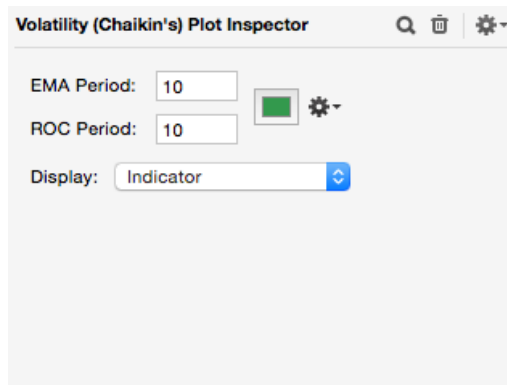 Volatility (Chaikin's) Plot Inspector
EMA Period: 10
ROC Period: 10
Display: Indicator